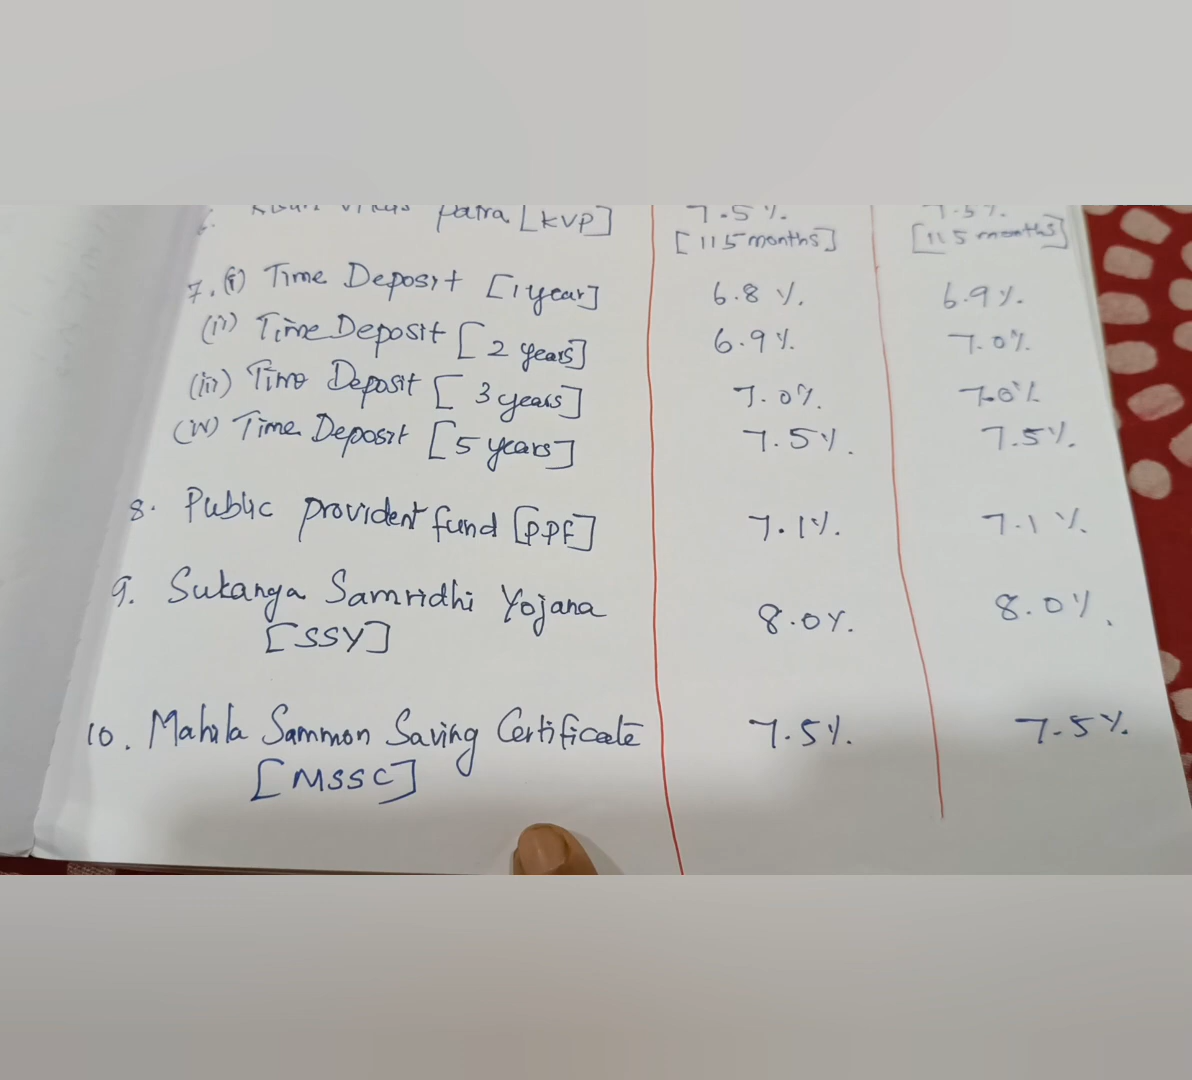 patra [KVP] 7.5%. 7.5%.
[115 months] [115 months]
7. (i) Time Deposit [1 year] 6.8%. 6.9%.
(ii) Time Deposit [2 years] 6.9%. 7.0%.
(iii) Time Deposit [3 years] 7.0%. 7.0%
(iv) Time Deposit [5 years] 7.5%. 7.5%.
8. Public provident fund [PPF] 7.1%. 7.1%.
9. Sukanya Samridhi Yojana 8.0%. 8.0%.
[SSY]
10. Mahila Sammon Saving Certificate 7.5%. 7.5%.
[MSSC]